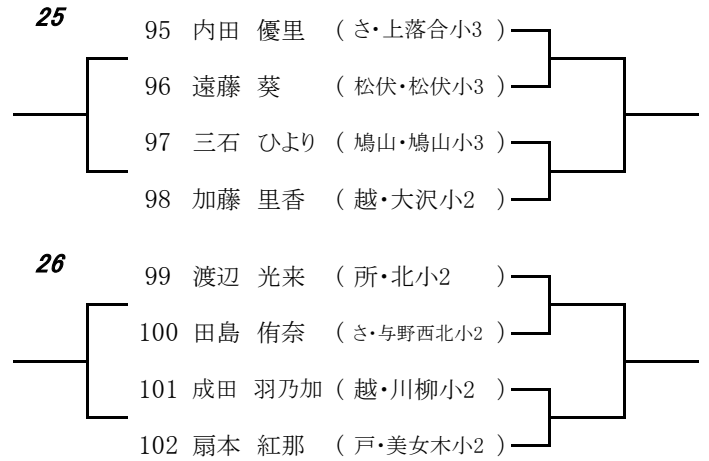 25
95 内田 優里 ( さ・上落合小3 )
96 遠藤 葵 ( 松伏・松伏小3 )
97 三石 ひより ( 鳩山・鳩山小3 )
98 加藤 里香 ( 越・大沢小2 )
26
99 渡辺 光来 ( 所・北小2 )
100 田島 侑奈 ( さ・与野西北小2 )
101 成田 羽乃加 ( 越・川柳小2 )
102 扇本 紅那 ( 戸・美女木小2 )